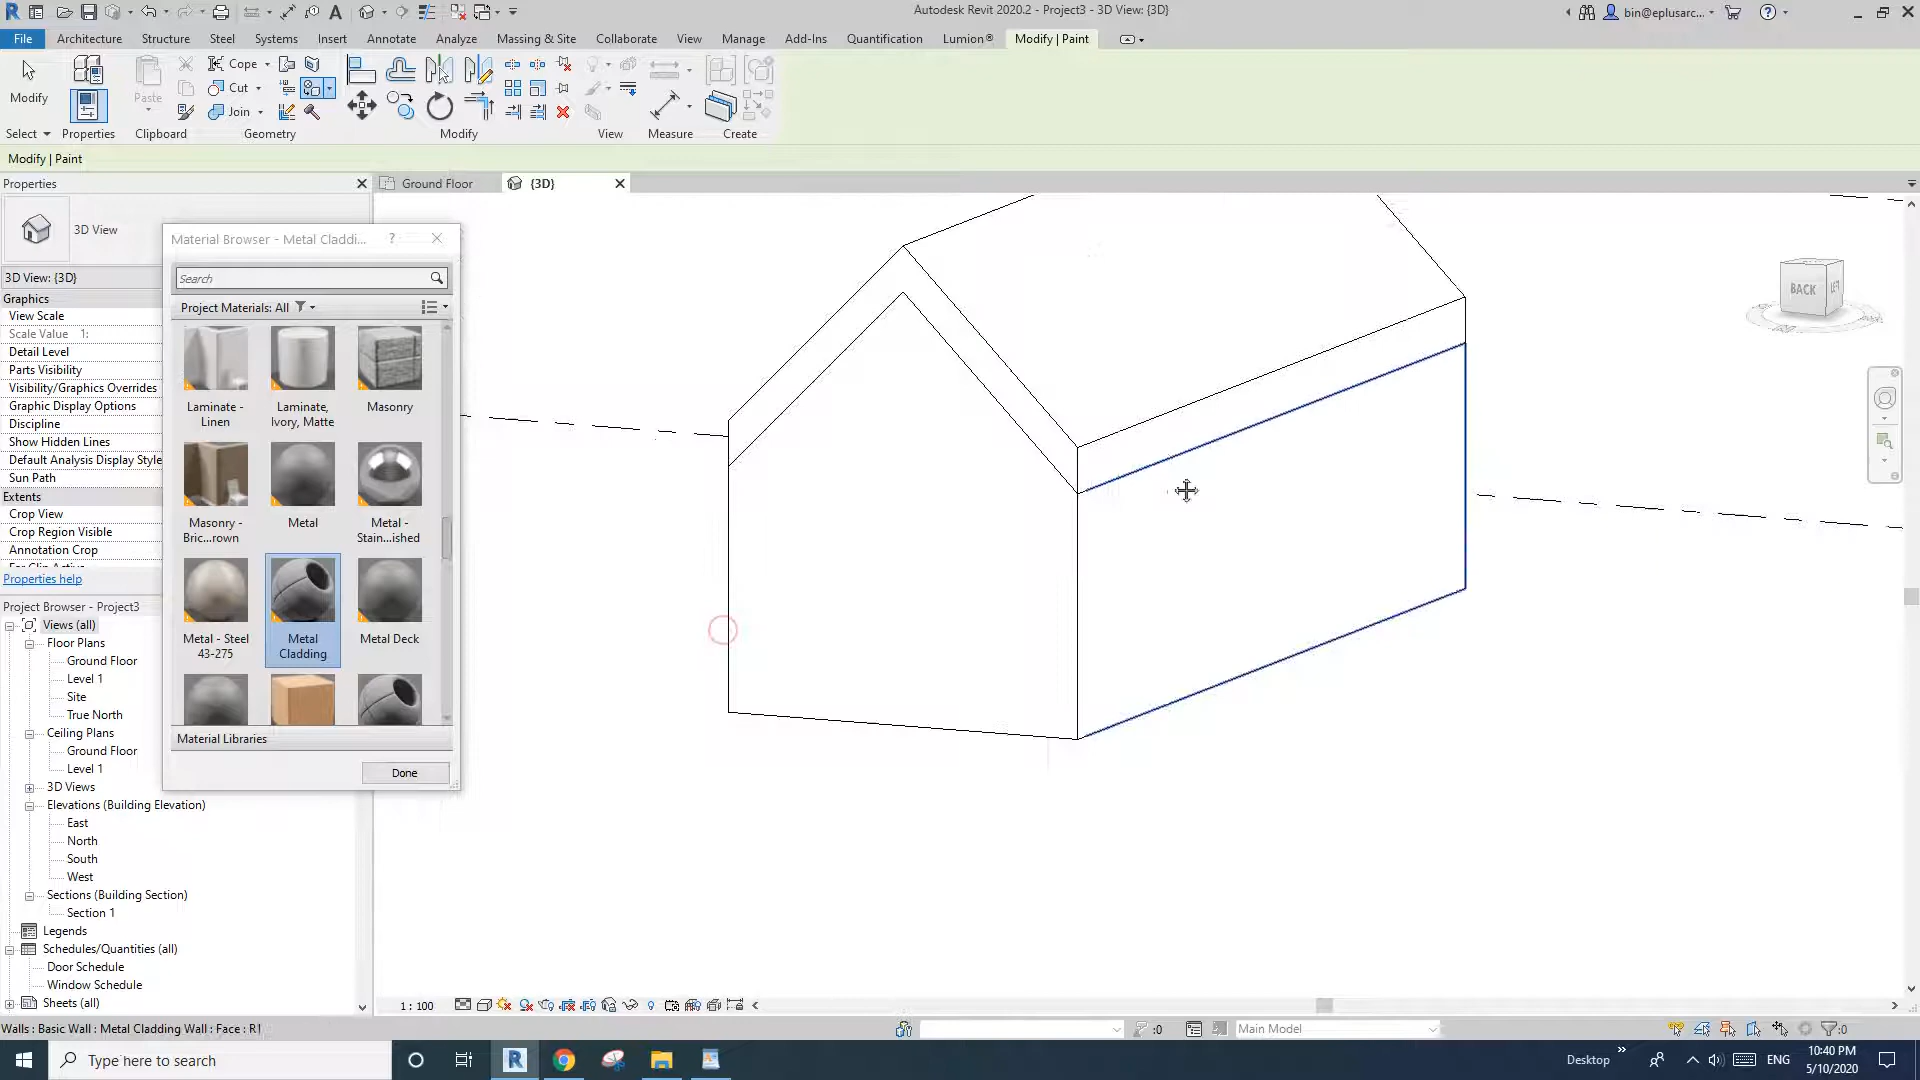 Autodesk Revit 2020.2 - Project3 - 3D View: {3D}
bin@eplusarc...
File
Architecture
Structure
Steel
Systems
Insert
Annotate
Analyze
Massing & Site
Collaborate
View
Manage
Add-Ins
Quantification
Lumion®
Modify | Paint
Modify
Paste
Cope
Cut
Join
Select
Properties
Clipboard
Geometry
Modify
View
Measure
Create
Modify | Paint
Properties
Ground Floor
{3D}
3D View
3D View: {3D}
Graphics
View Scale
Scale Value 1:
Detail Level
Parts Visibility
Visibility/Graphics Overrides
Graphic Display Options
Discipline
Show Hidden Lines
Default Analysis Display Style
Sun Path
Extents
Crop View
Crop Region Visible
Annotation Crop
Far Clip Active
Properties help
Material Browser - Metal Claddi...
?
Search
Project Materials: All
Laminate - Linen
Laminate, Ivory, Matte
Masonry
Masonry - Bric...rown
Metal
Metal - Stain...ished
Metal - Steel 43-275
Metal Cladding
Metal Deck
Material Libraries
Done
Project Browser - Project3
Views (all)
Floor Plans
Ground Floor
Level 1
Site
True North
Ceiling Plans
Ground Floor
Level 1
3D Views
Elevations (Building Elevation)
East
North
South
West
Sections (Building Section)
Section 1
Legends
Schedules/Quantities (all)
Door Schedule
Window Schedule
Sheets (all)
BACK
LEFT
1 : 100
Walls : Basic Wall : Metal Cladding Wall : Face : R1
:0
Main Model
:0
Type here to search
Desktop
ENG
10:40 PM
5/10/2020